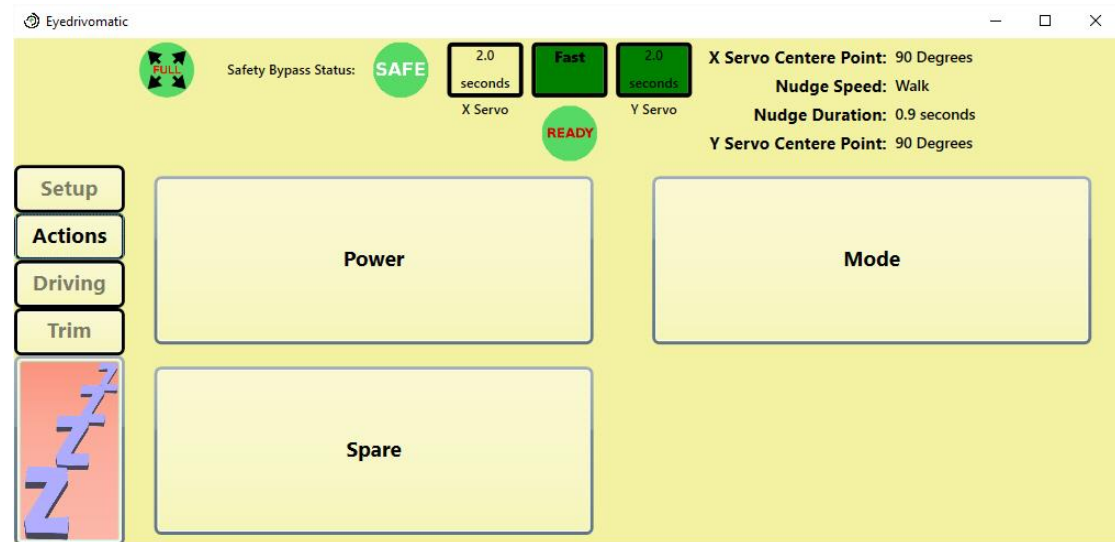 Eyedrivomatic
FULL
Safety Bypass Status:
SAFE
2.0
seconds
X Servo
Fast
READY
2.0
seconds
Y Servo
X Servo Centere Point: 90 Degrees
Nudge Speed: Walk
Nudge Duration: 0.9 seconds
Y Servo Centere Point: 90 Degrees
Setup
Actions
Driving
Trim
Power
Mode
Spare
Z
Z
Z
Z